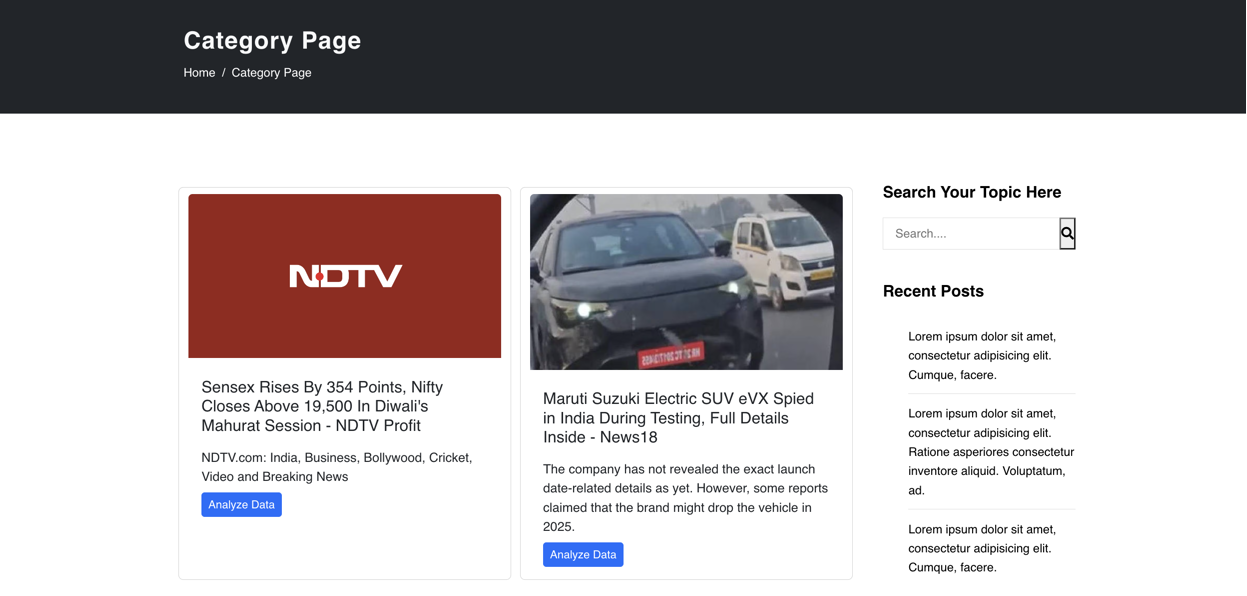 Category Page
Home / Category Page
NDTV
Sensex Rises By 354 Points, Nifty
Closes Above 19,500 In Diwali's
Mahurat Session - NDTV Profit
NDTV.com: India, Business, Bollywood, Cricket,
Video and Breaking News
Analyze Data
Maruti Suzuki Electric SUV eVX Spied
in India During Testing, Full Details
Inside - News18
The company has not revealed the exact launch
date-related details as yet. However, some reports
claimed that the brand might drop the vehicle in
2025.
Analyze Data
Search Your Topic Here
Search....
Recent Posts
Lorem ipsum dolor sit amet,
consectetur adipisicing elit.
Cumque, facere.
Lorem ipsum dolor sit amet,
consectetur adipisicing elit.
Ratione asperiores consectetur
inventore aliquid. Voluptatum,
ad.
Lorem ipsum dolor sit amet,
consectetur adipisicing elit.
Cumque, facere.